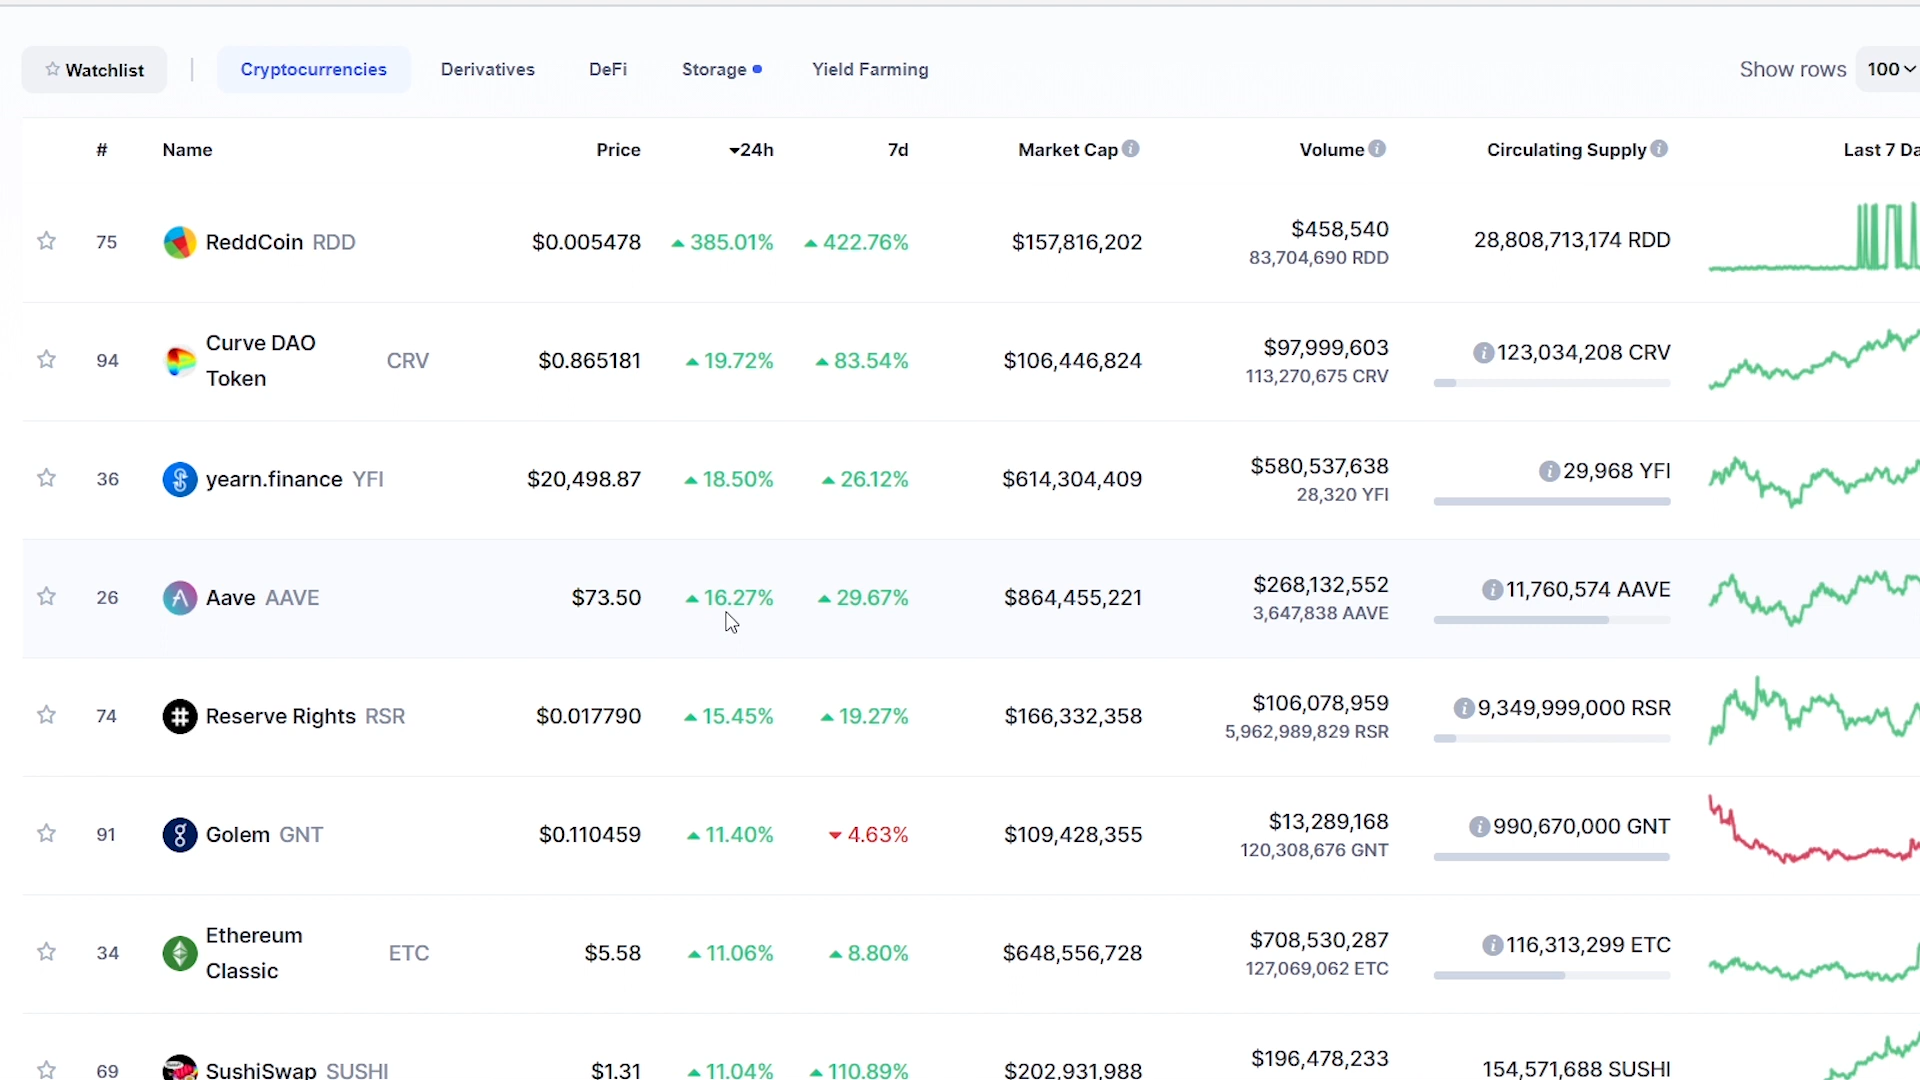 Watchlist
Cryptocurrencies
Derivatives
DeFi
Storage
Yield Farming
Show rows
100
# Name Price 24h 7d Market Cap Volume Circulating Supply Last 7 Da
75 ReddCoin RDD $0.005478 385.01% 422.76% $157,816,202 $458,540 28,808,713,174 RDD
83,704,690 RDD
94 Curve DAO CRV $0.865181 19.72% 83.54% $106,446,824 $97,999,603 123,034,208 CRV
Token 113,270,675 CRV
36 yearn.finance YFI $20,498.87 18.50% 26.12% $614,304,409 $580,537,638 29,968 YFI
28,320 YFI
26 Aave AAVE $73.50 16.27% 29.67% $864,455,221 $268,132,552 11,760,574 AAVE
3,647,838 AAVE
74 Reserve Rights RSR $0.017790 15.45% 19.27% $166,332,358 $106,078,959 9,349,999,000 RSR
5,962,989,829 RSR
91 Golem GNT $0.110459 11.40% 4.63% $109,428,355 $13,289,168 990,670,000 GNT
120,308,676 GNT
34 Ethereum ETC $5.58 11.06% 8.80% $648,556,728 $708,530,287 116,313,299 ETC
Classic 127,069,062 ETC
69 SushiSwap SUSHI $1.31 11.04% 110.89% $202,931,988 $196,478,233 154,571,688 SUSHI